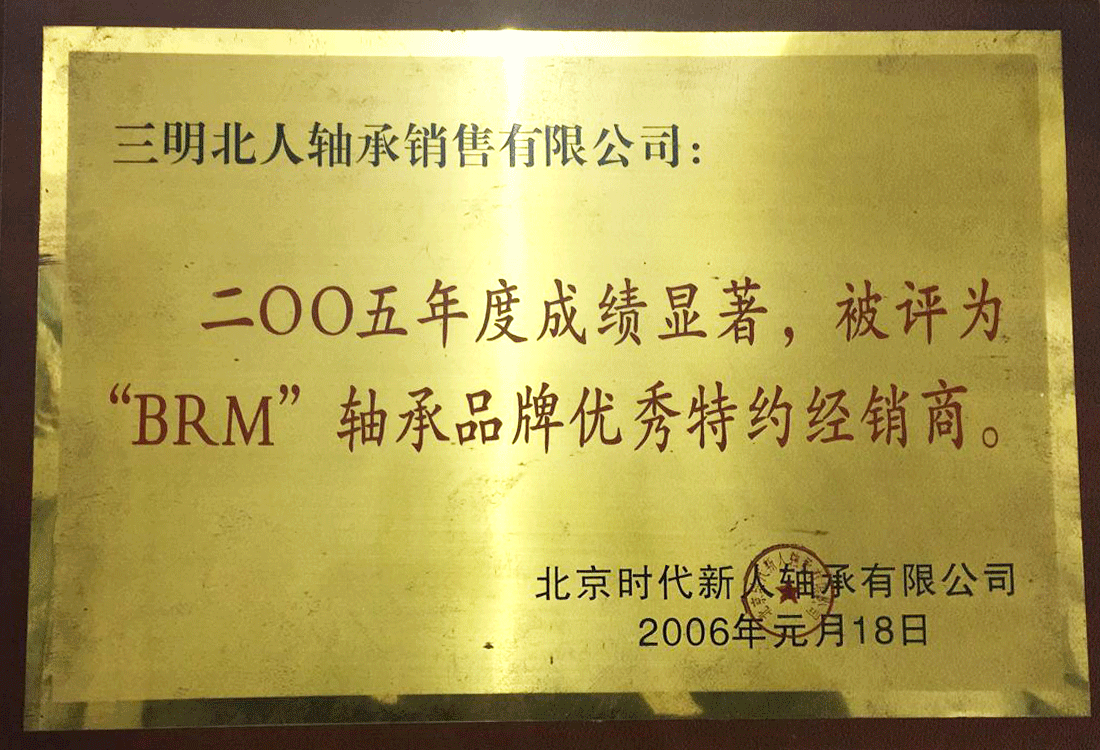 三明北人轴承销售有限公司：
二〇〇五年度成绩显著，被评为
“BRM”轴承品牌优秀特约经销商。
北京时代新人轴承有限公司
2006年元月18日